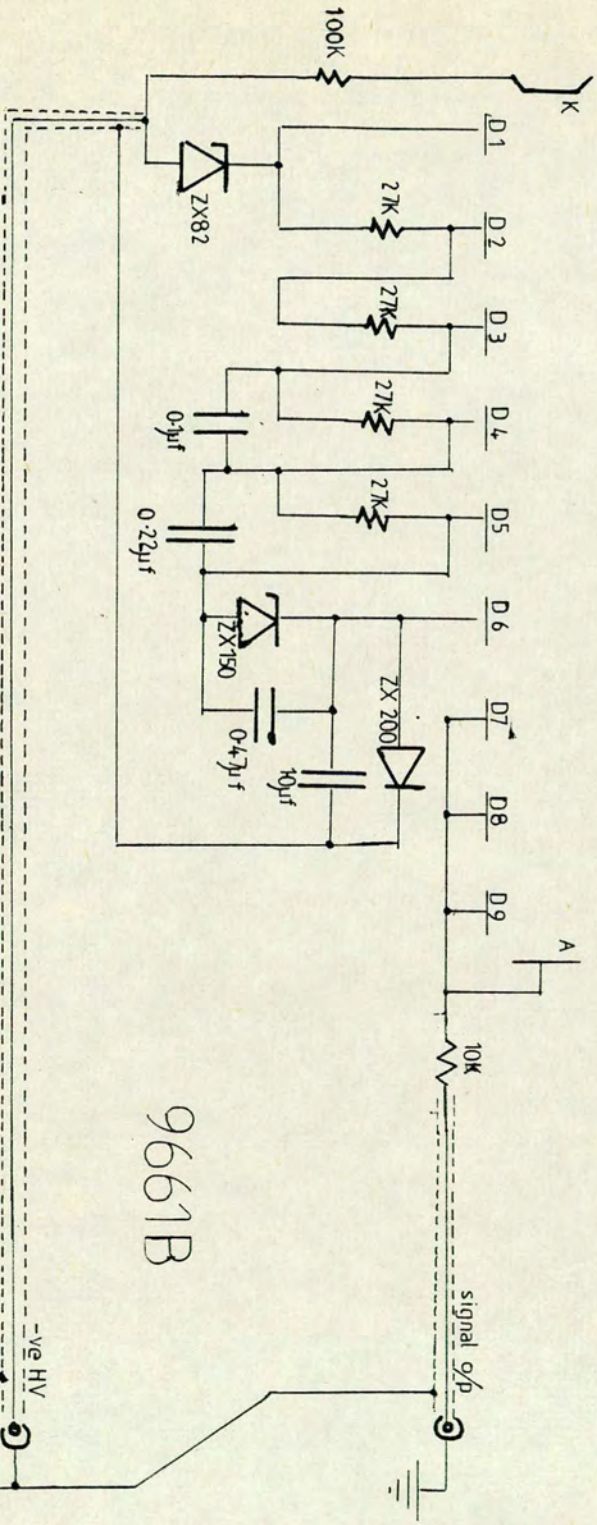 100K
K
D1
ZX82
27K
D2
27K
D3
27K
D4
0·1µf
27K
D5
0·22µf
D6
ZX150
ZX 200
0·47µf
10µf
D7
D8
D9
A
10K
9661B
signal o/p
-ve HV